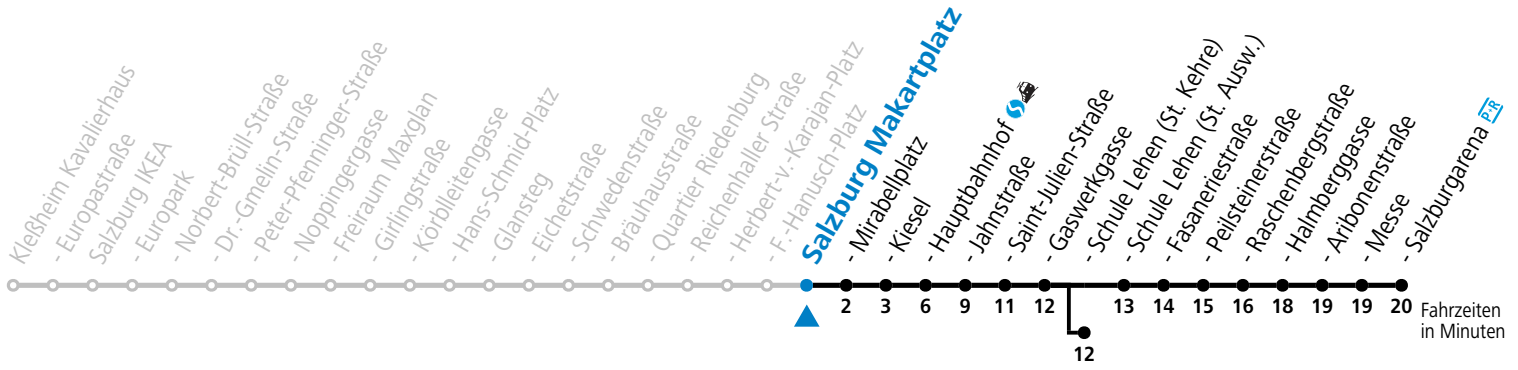 Kleßheim Kavalierhaus
- Europastraße
Salzburg IKEA
- Europark
- Norbert-Brüll-Straße
- Dr.-Gmelin-Straße
- Peter-Pfenninger-Straße
- Noppingergasse
- Freiraum Maxglan
- Girlingstraße
- Körblleitengasse
- Hans-Schmid-Platz
- Glansteg
- Eichetstraße
- Schwedenstraße
- Bräuhausstraße
- Quartier Riedenburg
- Reichenhaller Straße
- Herbert-v.-Karajan-Platz
- F.-Hanusch-Platz
Salzburg Makartplatz
- Mirabellplatz
- Kiesel
- Hauptbahnhof
- Jahnstraße
- Saint-Julien-Straße
- Gaswerkgasse
- Schule Lehen (St. Kehre)
- Schule Lehen (St. Ausw.)
- Fasaneriestraße
- Peilsteinerstraße
- Raschenbergstraße
- Halmberggasse
- Aribonenstraße
- Messe
- Salzburgarena P+R
2 3 6 9 11 12 13 14 15 16 18 19 19 20
12
Fahrzeiten
in Minuten